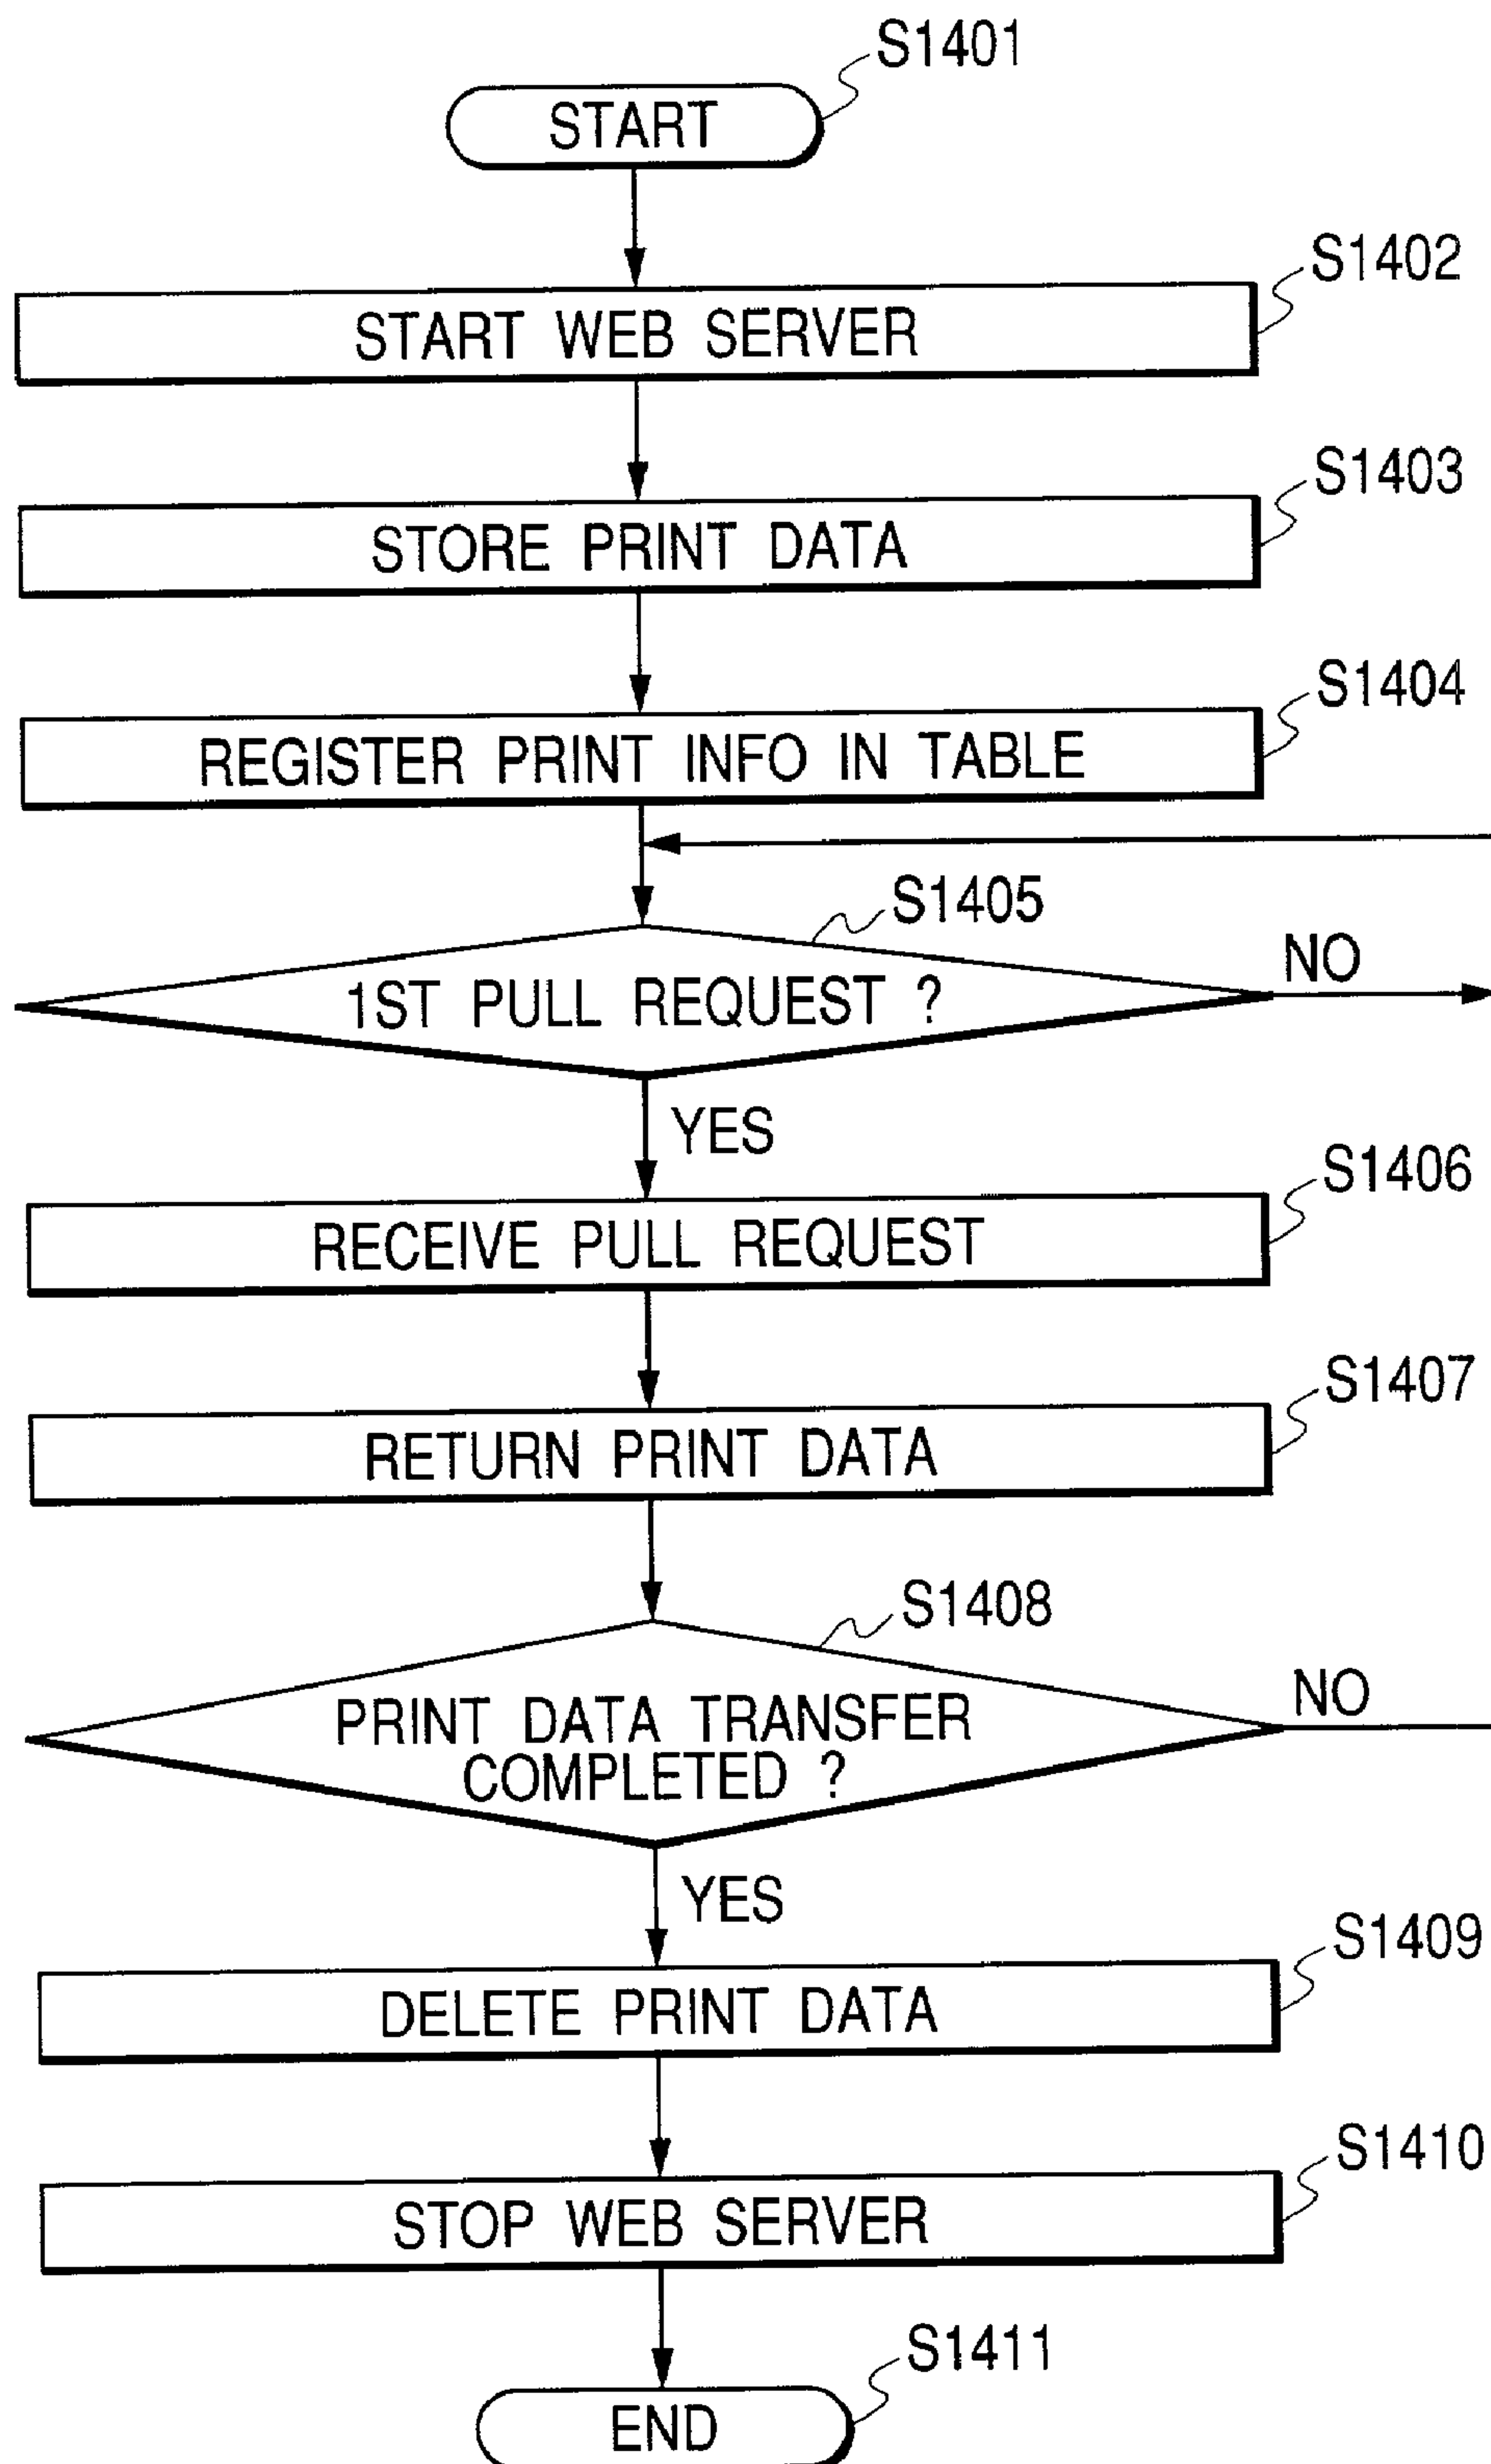 S1401
START
S1402
START WEB SERVER
S1403
STORE PRINT DATA
S1404
REGISTER PRINT INFO IN TABLE
S1405
1ST PULL REQUEST ?
NO
YES
S1406
RECEIVE PULL REQUEST
S1407
RETURN PRINT DATA
S1408
PRINT DATA TRANSFER
COMPLETED ?
NO
YES
S1409
DELETE PRINT DATA
S1410
STOP WEB SERVER
S1411
END